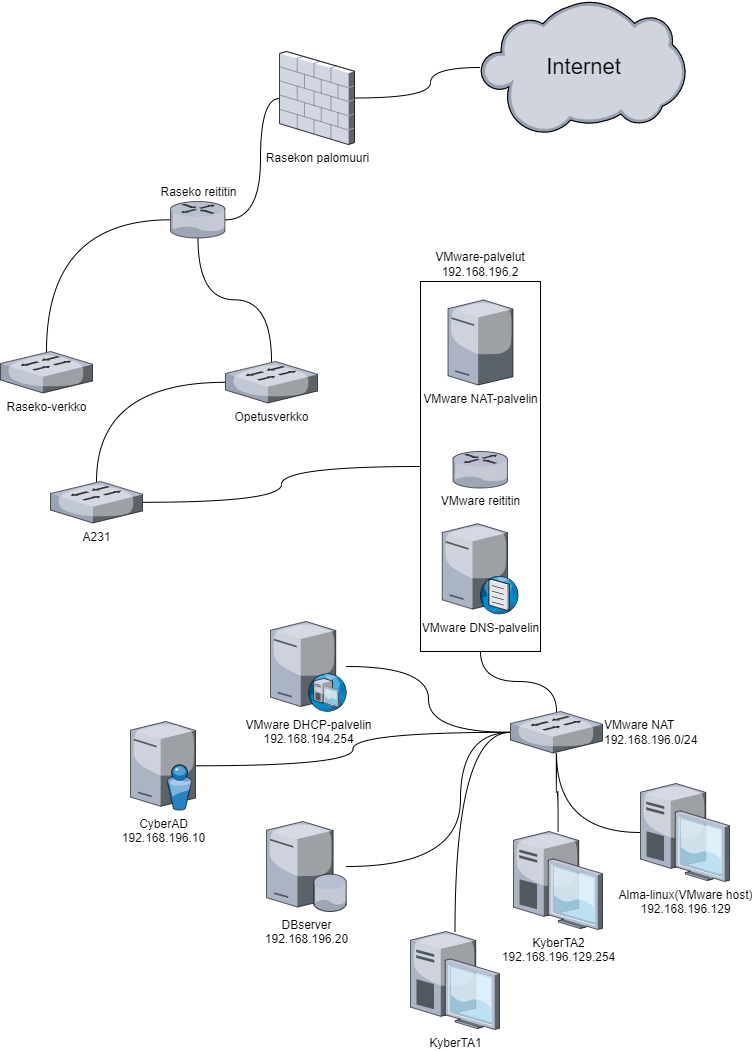 Internet
Rasekon palomuuri
Raseko reititin
VMware-palvelut
192.168.196.2
VMware NAT-palvelin
Raseko-verkko
Opetusverkko
VMware reititin
A231
VMware DNS-palvelin
VMware DHCP-palvelin
192.168.194.254
VMware NAT
192.168.196.0/24
CyberAD
192.168.196.10
Alma-linux(VMware host)
192.168.196.129
DBserver
192.168.196.20
KyberTA2
192.168.196.129.254
KyberTA1